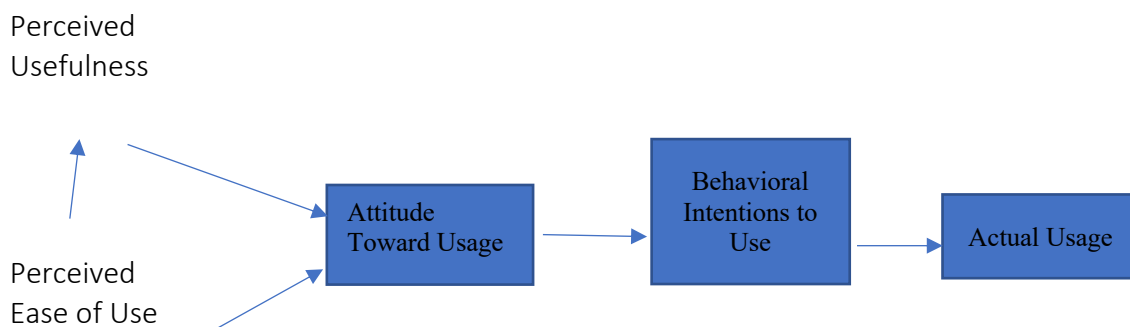 Perceived
Usefulness
Attitude
Toward Usage
Behavioral
Intentions to
Use
Actual Usage
Perceived
Ease of Use